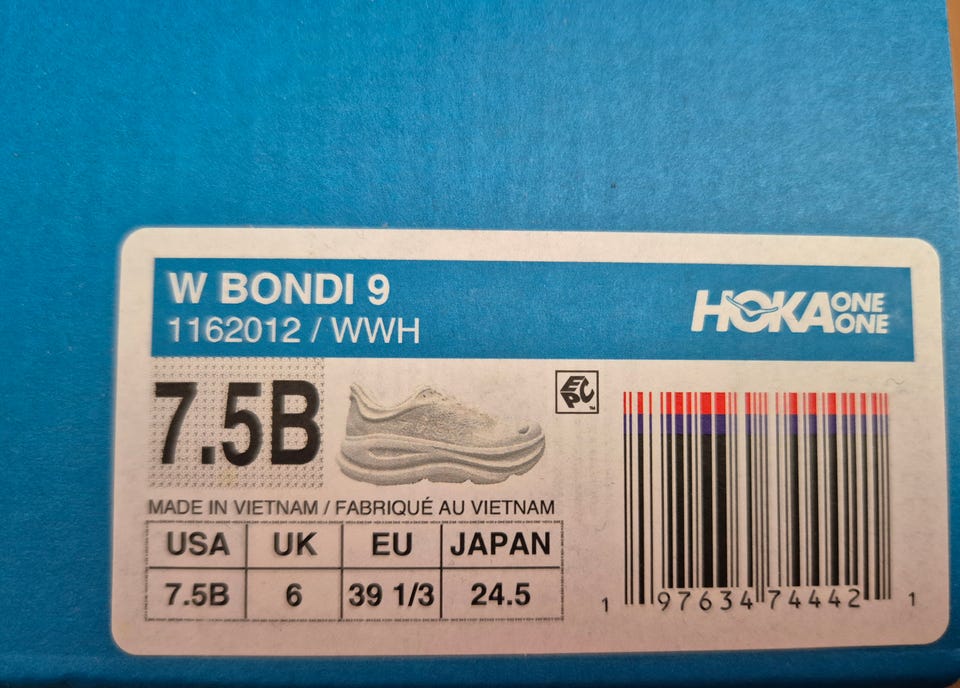 W BONDI 9
1162012 / WWH
HOKA ONE ONE
7.5B
EPC™
MADE IN VIETNAM / FABRIQUÉ AU VIETNAM
USA UK EU JAPAN
7.5B 6 39 1/3 24.5
1 97634 74442 1